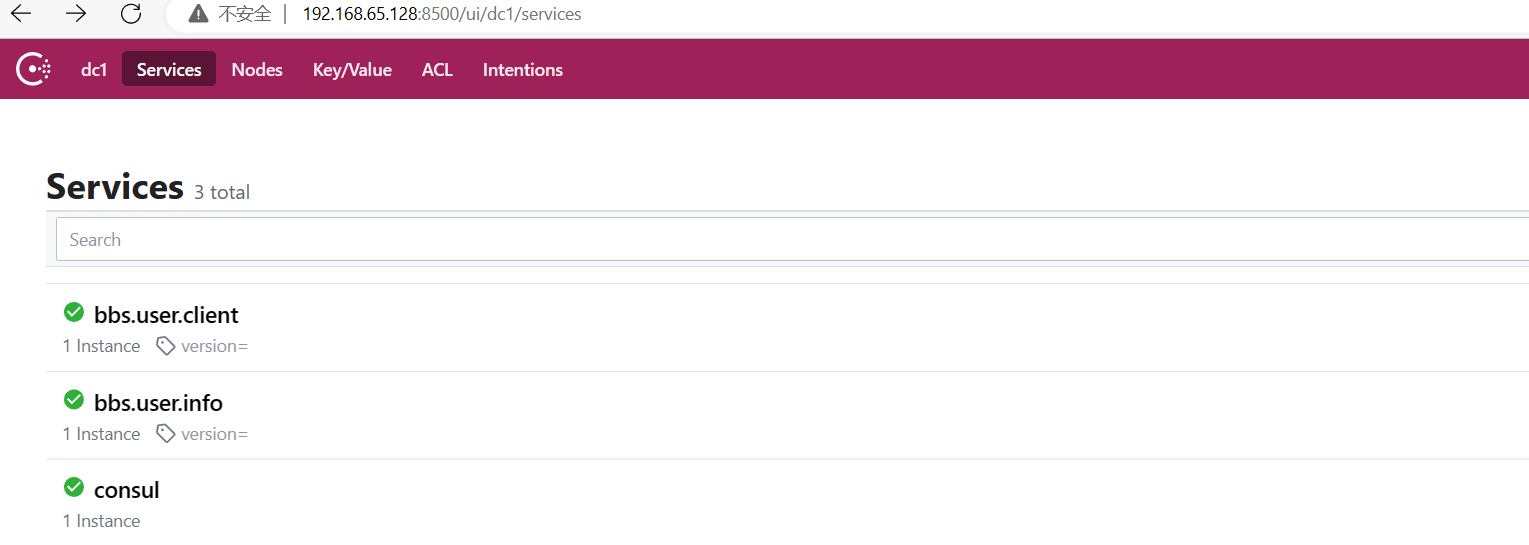 不安全 | 192.168.65.128:8500/ui/dc1/services
dc1 Services Nodes Key/Value ACL Intentions
Services 3 total
Search
bbs.user.client
1 Instance version=
bbs.user.info
1 Instance version=
consul
1 Instance